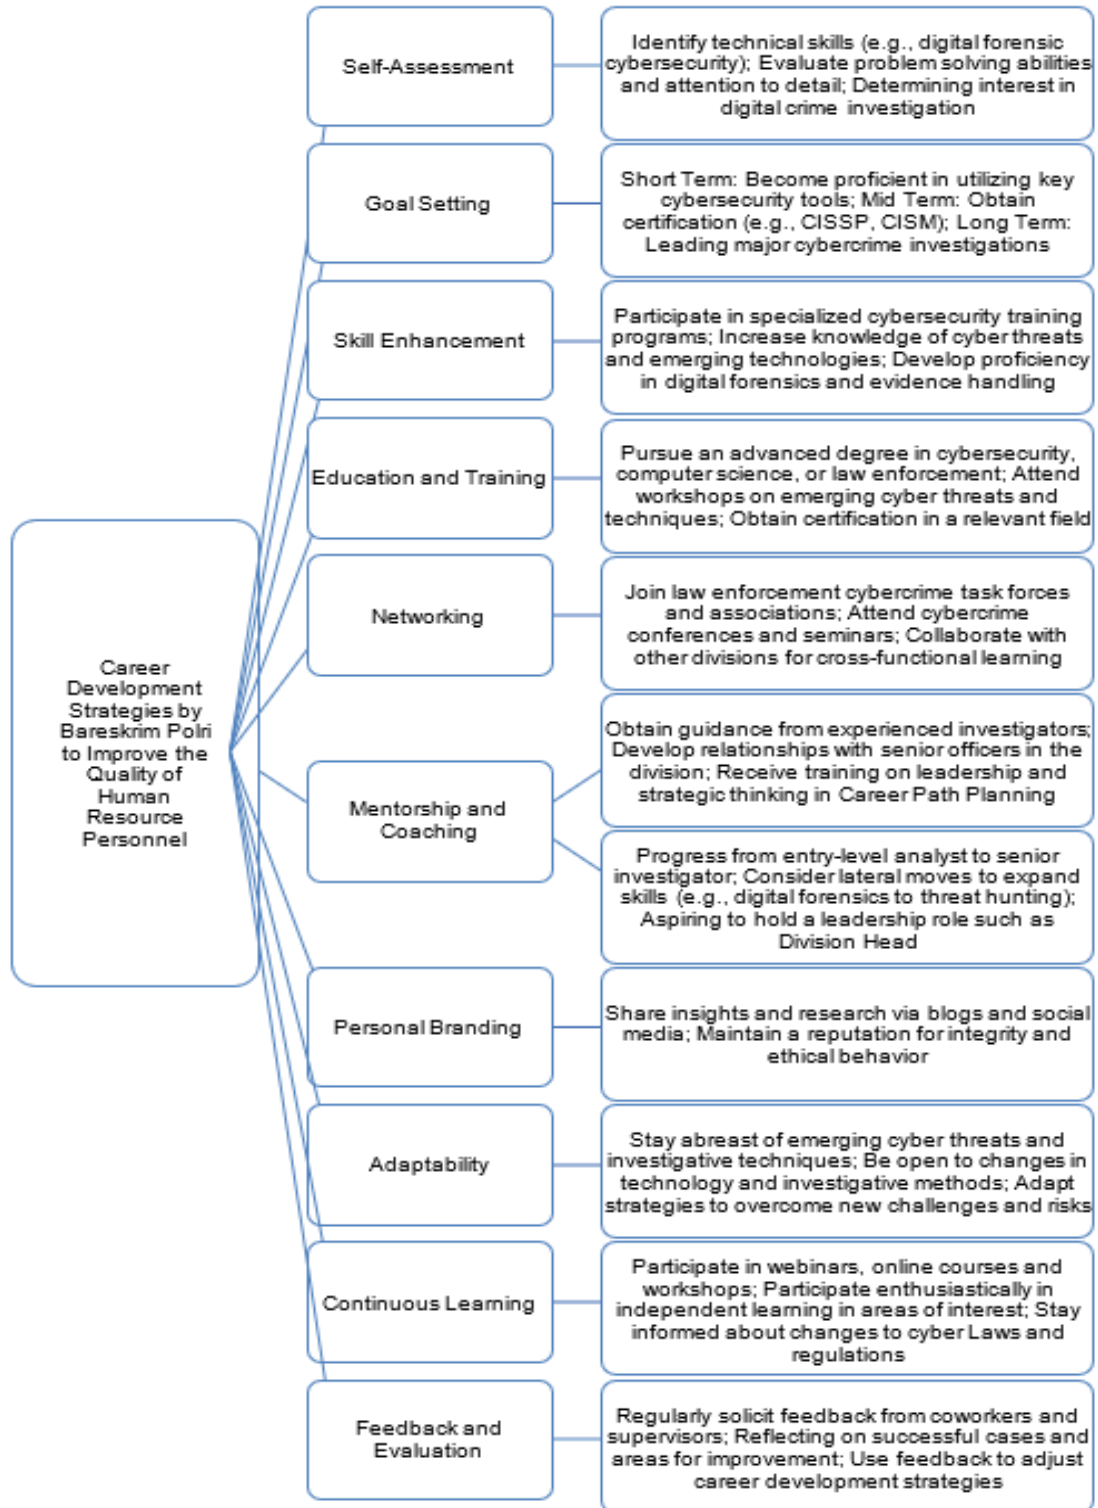 Self-Assessment
Identify technical skills (e.g., digital forensic
cybersecurity); Evaluate problem solving abilities
and attention to detail; Determining interest in
digital crime investigation
Goal Setting
Short Term: Become proficient in utilizing key
cybersecurity tools; Mid Term: Obtain
certification (e.g., CISSP, CISM); Long Term:
Leading major cybercrime investigations
Skill Enhancement
Participate in specialized cybersecurity training
programs; Increase knowledge of cyber threats
and emerging technologies; Develop proficiency
in digital forensics and evidence handling
Education and Training
Pursue an advanced degree in cybersecurity,
computer science, or law enforcement; Attend
workshops on emerging cyber threats and
techniques; Obtain certification in a relevant field
Networking
Join law enforcement cybercrime task forces
and associations; Attend cybercrime
conferences and seminars; Collaborate with
other divisions for cross-functional learning
Career
Development
Strategies by
Bareskrim Polri
to Improve the
Quality of
Human
Resource
Personnel
Mentorship and
Coaching
Obtain guidance from experienced investigators;
Develop relationships with senior officers in the
division; Receive training on leadership and
strategic thinking in Career Path Planning
Progress from entry-level analyst to senior
investigator; Consider lateral moves to expand
skills (e.g., digital forensics to threat hunting);
Aspiring to hold a leadership role such as
Division Head
Personal Branding
Share insights and research via blogs and social
media; Maintain a reputation for integrity and
ethical behavior
Adaptability
Stay abreast of emerging cyber threats and
investigative techniques; Be open to changes in
technology and investigative methods; Adapt
strategies to overcome new challenges and risks
Continuous Learning
Participate in webinars, online courses and
workshops; Participate enthusiastically in
independent learning in areas of interest; Stay
informed about changes to cyber Laws and
regulations
Feedback and
Evaluation
Regularly solicit feedback from coworkers and
supervisors; Reflecting on successful cases and
areas for improvement; Use feedback to adjust
career development strategies